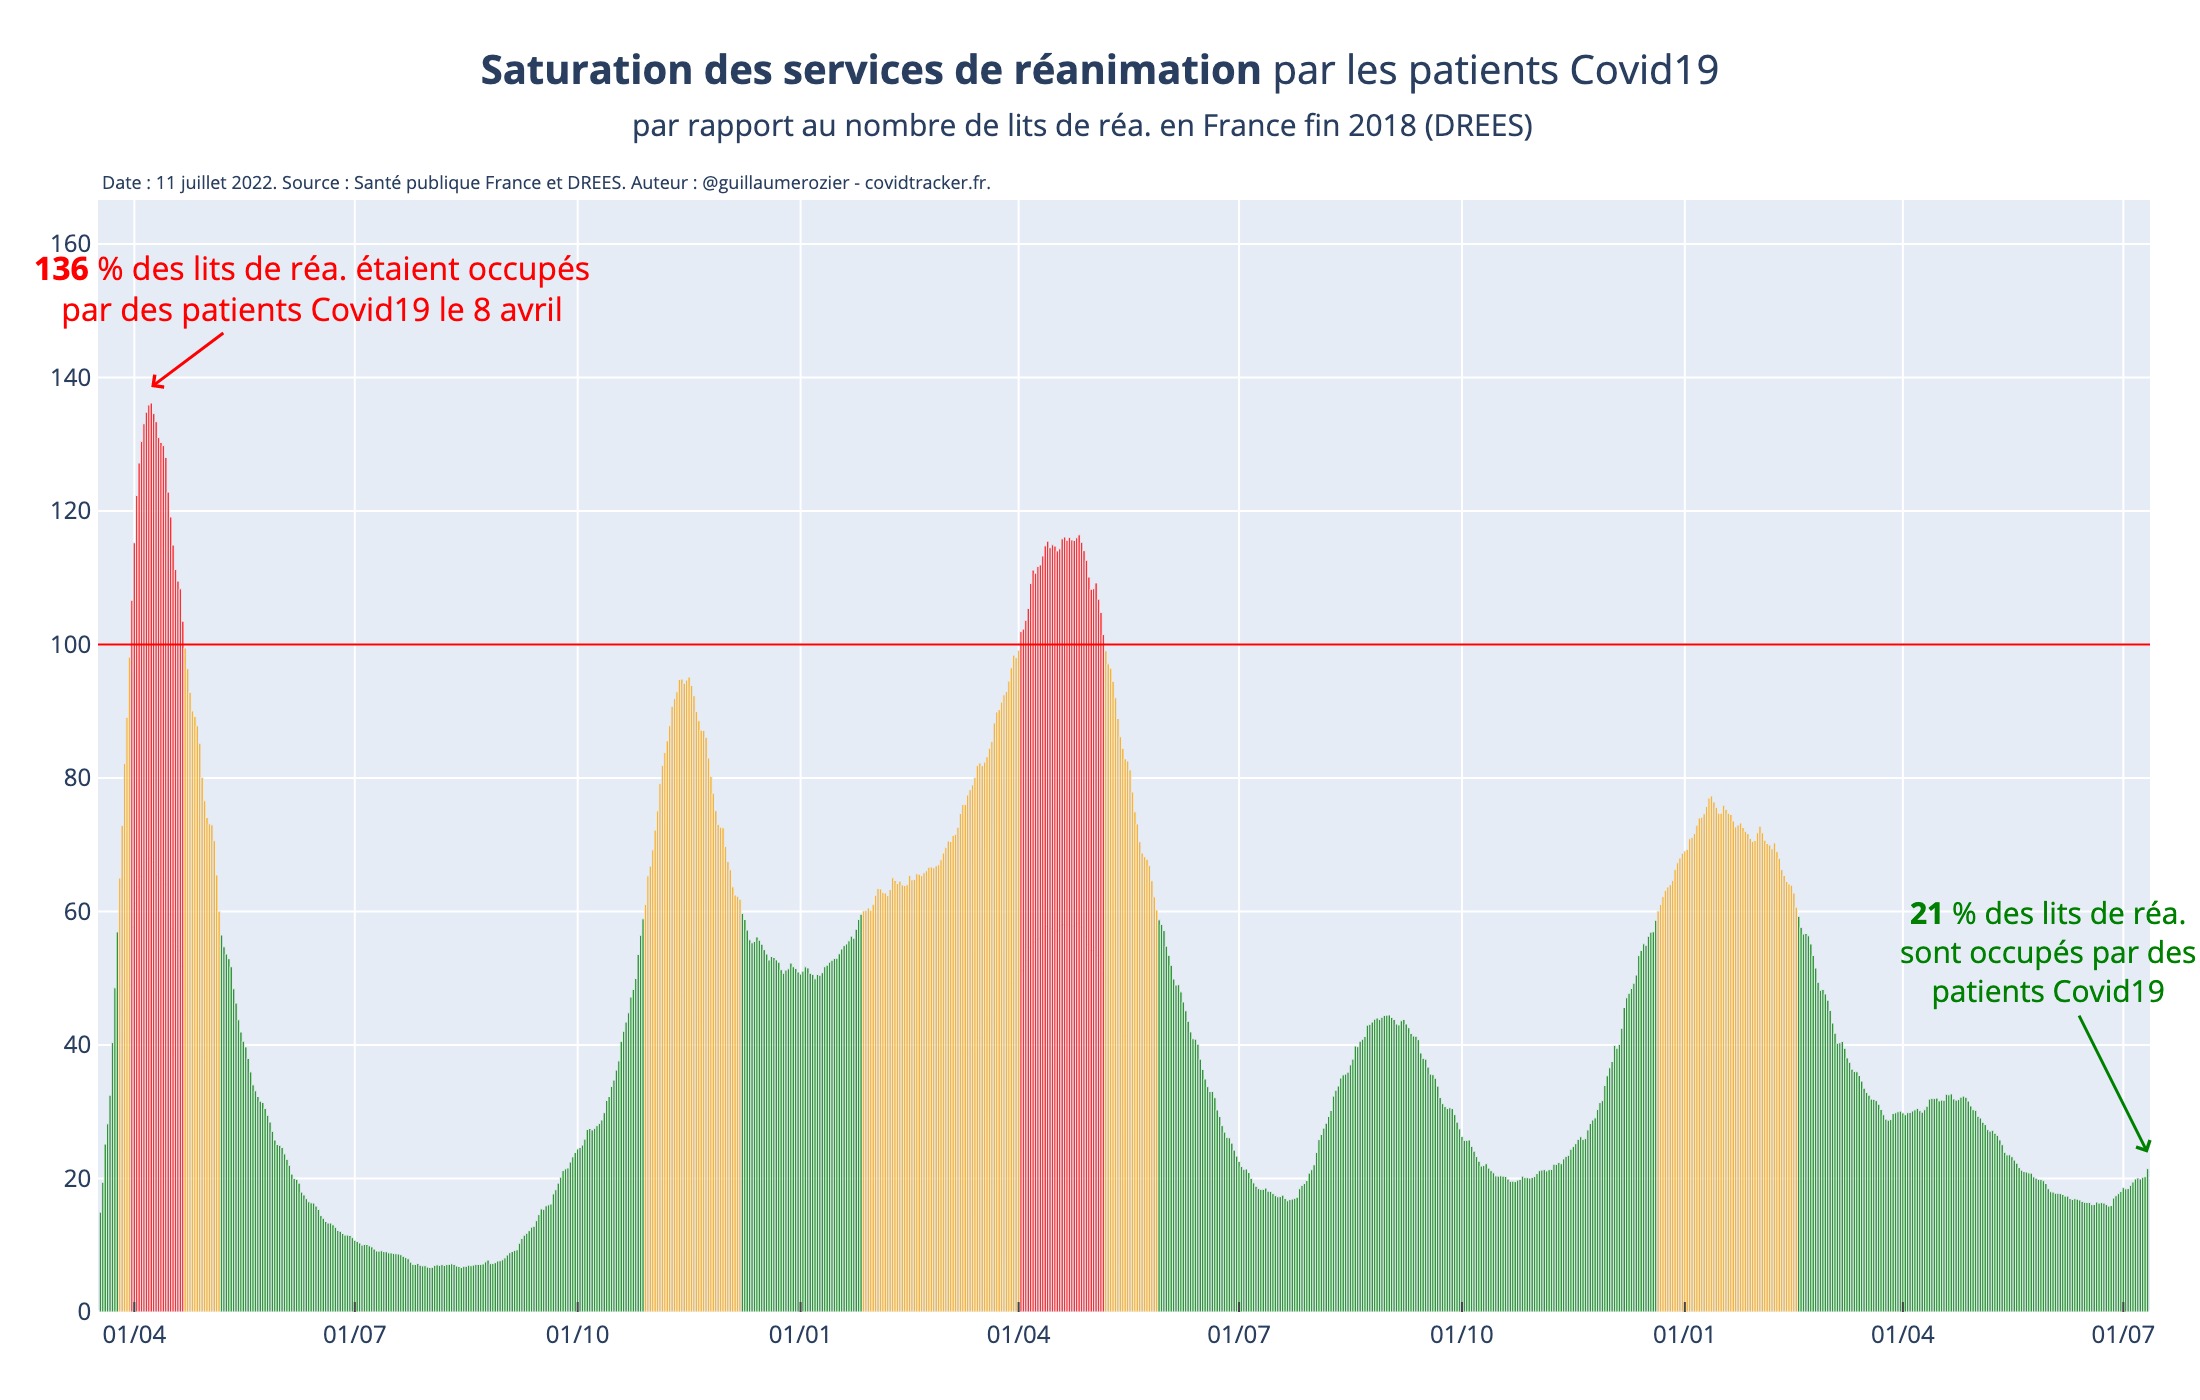 Saturation des services de réanimation par les patients Covid19
par rapport au nombre de lits de réa. en France fin 2018 (DREES)
Date : 11 juillet 2022. Source : Santé publique France et DREES. Auteur : @guillaumerozier - covidtracker.fr.
160
136 % des lits de réa. étaient occupés
par des patients Covid19 le 8 avril
140
120
100
80
60
21 % des lits de réa.
sont occupés par des
patients Covid19
40
20
0
01/04 01/07 01/10 01/01 01/04 01/07 01/10 01/01 01/04 01/07